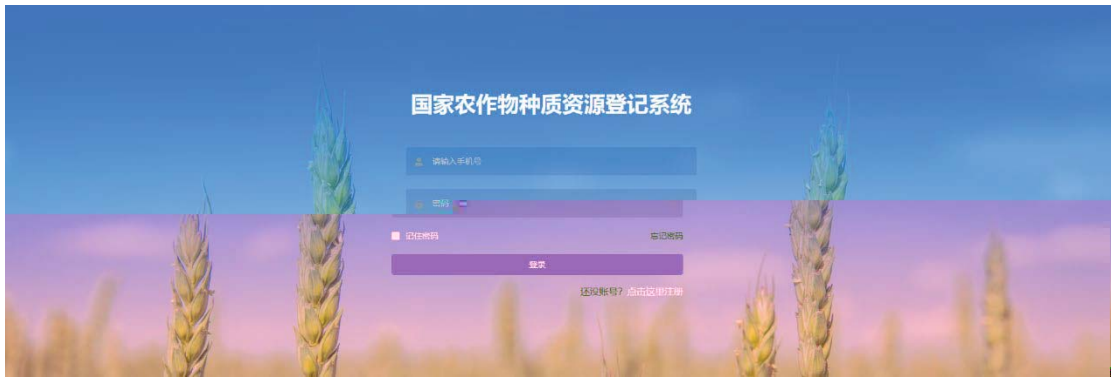 国家农作物种质资源登记系统
请输入手机号
密码
记住密码
忘记密码
登录
还没账号？点击这里注册